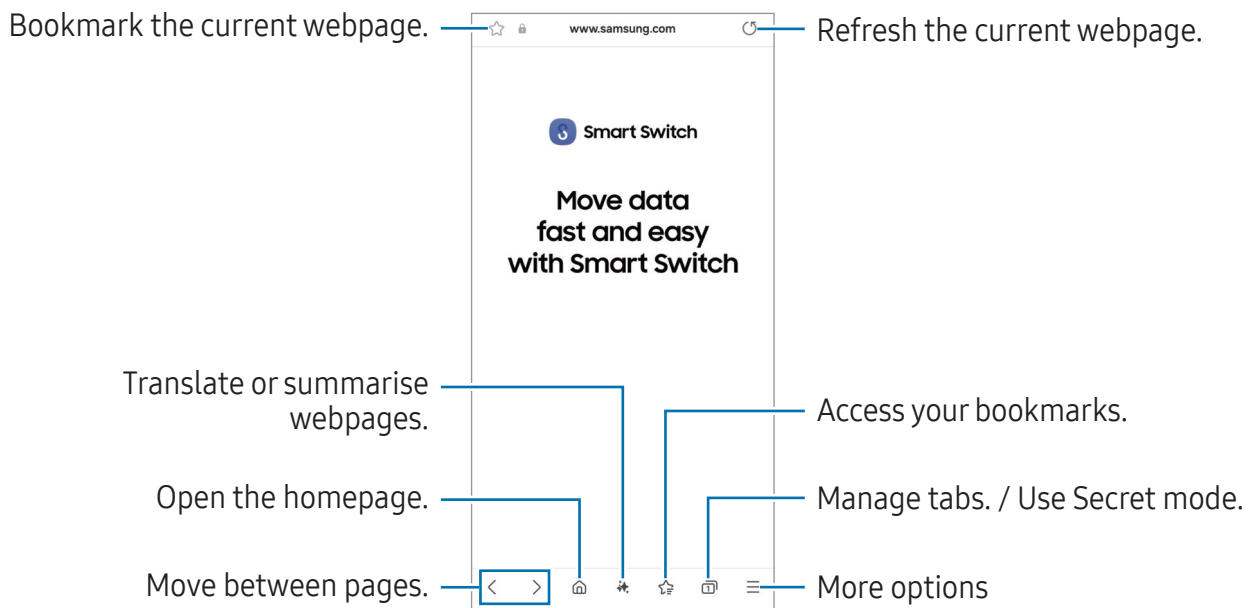 Bookmark the current webpage.
www.samsung.com
Refresh the current webpage.
Smart Switch
Move data
fast and easy
with Smart Switch
Translate or summarise
webpages.
Access your bookmarks.
Open the homepage.
Manage tabs. / Use Secret mode.
Move between pages.
1
More options